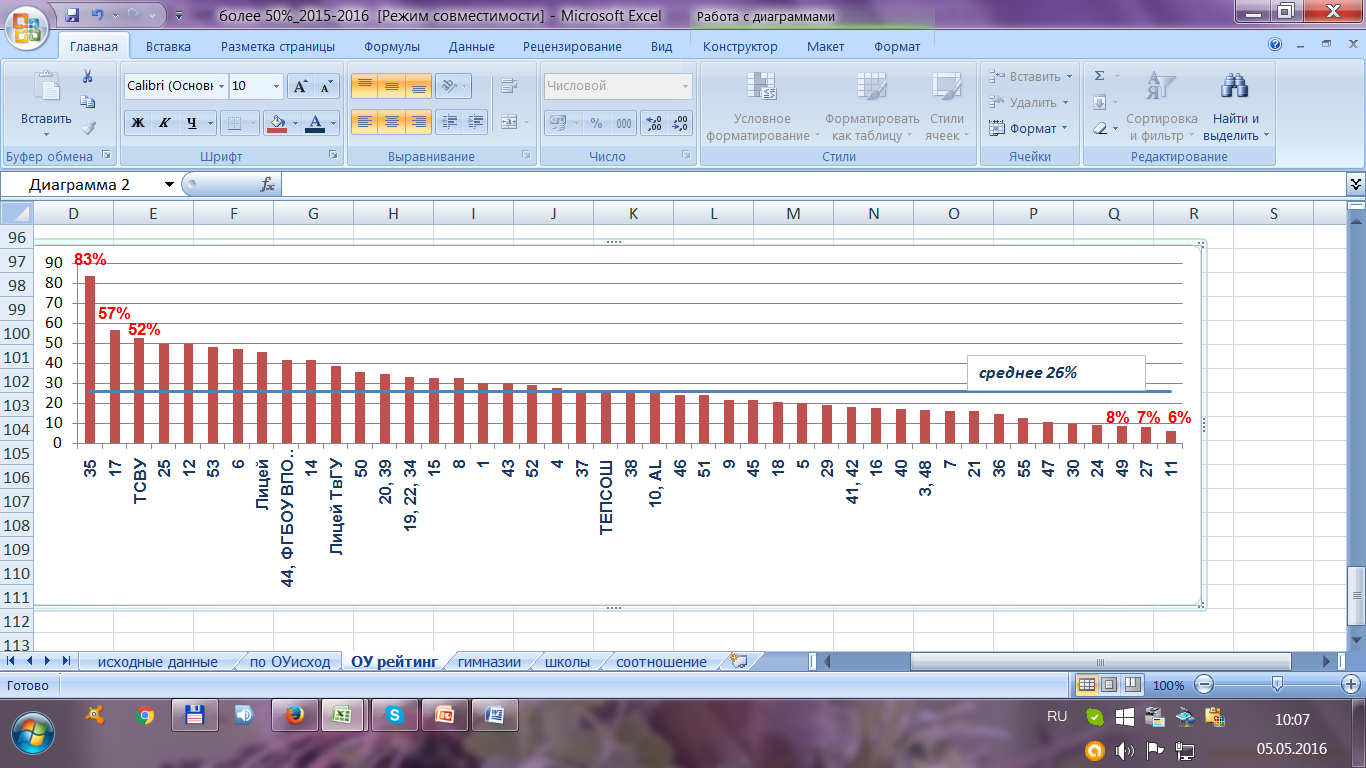 более 50%_2015-2016 [Режим совместимости] - Microsoft Excel
Работа с диаграммами
Главная Вставка Разметка страницы Формулы Данные Рецензирование Вид Конструктор Макет Формат
Вставить
Calibri (Основн 10
Ж К Ч
Числовой
% 000
Условное форматирование
Форматировать как таблицу
Стили ячеек
Вставить
Удалить
Формат
Σ
Сортировка и фильтр
Найти и выделить
Буфер обмена Шрифт Выравнивание Число Стили Ячейки Редактирование
Диаграмма 2 fx
D E F G H I J K L M N O P Q R S
96
97
98
99
100
101
102
103
104
105
106
107
108
109
110
111
112
113
90
80
70
60
50
40
30
20
10
0
83%
57%
52%
среднее 26%
8% 7% 6%
35
17
ТСВУ
25
12
53
6
Лицей
44, ФГБОУ ВПО..
14
Лицей ТвГУ
50
20, 39
19, 22, 34
15
8
1
43
52
4
37
ТЕПСОШ
38
10, AL
46
51
9
45
18
5
29
41, 42
16
40
3, 48
7
21
36
55
47
30
24
49
27
11
исходные данные по ОУисход ОУ рейтинг гимназии школы соотношение
Готово
100%
RU
10:07
05.05.2016